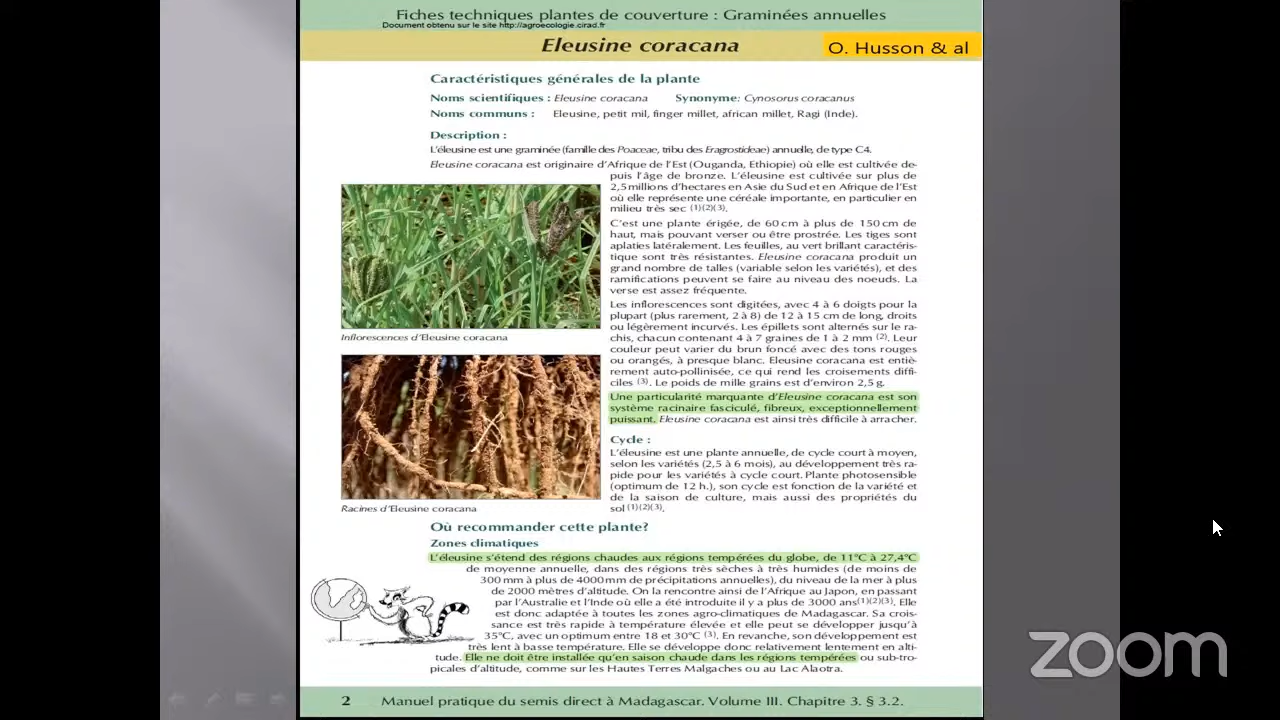 Fiches techniques plantes de couverture : Graminées annuelles
Document obtenu sur le site http://agroecologie.cirad.fr
Eleusine coracana
O. Husson & al
Caractéristiques générales de la plante
Noms scientifiques : Eleusine coracana Synonyme: Cynosorus coracanus
Noms communs : Eleusine, petit mil, finger millet, african millet, Ragi (Inde).
Description :
L'éleusine est une graminée (famille des Poaceae, tribu des Eragrostideae) annuelle, de type C4.
Eleusine coracana est originaire d'Afrique de l'Est (Ouganda, Ethiopie) où elle est cultivée de-
puis l'âge de bronze. L'éleusine est cultivée sur plus de
2,5 millions d'hectares en Asie du Sud et en Afrique de l'Est
où elle représente une céréale importante, en particulier en
milieu très sec (1)(2)(3).
C'est une plante érigée, de 60 cm à plus de 150 cm de
haut, mais pouvant verser ou être prostrée. Les tiges sont
aplaties latéralement. Les feuilles, au vert brillant caractéris-
tique sont très résistantes. Eleusine coracana produit un
grand nombre de talles (variable selon les variétés), et des
ramifications peuvent se faire au niveau des noeuds. La
verse est assez fréquente.
Les inflorescences sont digitées, avec 4 à 6 doigts pour la
plupart (plus rarement, 2 à 8) de 12 à 15 cm de long, droits
ou légèrement incurvés. Les épillets sont alternés sur le ra-
chis, chacun contenant 4 à 7 graines de 1 à 2 mm (2). Leur
couleur peut varier du brun foncé avec des tons rouges
ou orangés, à presque blanc. Eleusine coracana est entiè-
rement auto-pollinisée, ce qui rend les croisements diffi-
ciles (3). Le poids de mille grains est d'environ 2,5 g.
Une particularité marquante d'Eleusine coracana est son
système racinaire fasciculé, fibreux, exceptionnellement
puissant. Eleusine coracana est ainsi très difficile à arracher.
Inflorescences d'Eleusine coracana
Racines d'Eleusine coracana
Cycle :
L'éleusine est une plante annuelle, de cycle court à moyen,
selon les variétés (2,5 à 6 mois), au développement très ra-
pide pour les variétés à cycle court. Plante photosensible
(optimum de 12 h.), son cycle est fonction de la variété et
de la saison de culture, mais aussi des propriétés du
sol (1)(2)(3).
Où recommander cette plante?
Zones climatiques
L'éleusine s'étend des régions chaudes aux régions tempérées du globe, de 11°C à 27,4°C
de moyenne annuelle, dans des régions très sèches à très humides (de moins de
300 mm à plus de 4000 mm de précipitations annuelles), du niveau de la mer à plus
de 2000 mètres d'altitude. On la rencontre ainsi de l'Afrique au Japon, en passant
par l'Australie et l'Inde où elle a été introduite il y a plus de 3000 ans(1)(2)(3). Elle
est donc adaptée à toutes les zones agro-climatiques de Madagascar. Sa crois-
sance est très rapide à température élevée et elle peut se développer jusqu'à
35°C, avec un optimum entre 18 et 30°C (3). En revanche, son développement est
très lent à basse température. Elle se développe donc relativement lentement en alti-
tude. Elle ne doit être installée qu'en saison chaude dans les régions tempérées ou sub-tro-
picales d'altitude, comme sur les Hautes Terres Malgaches ou au Lac Alaotra.
2 Manuel pratique du semis direct à Madagascar. Volume III. Chapitre 3. § 3.2.
zoom